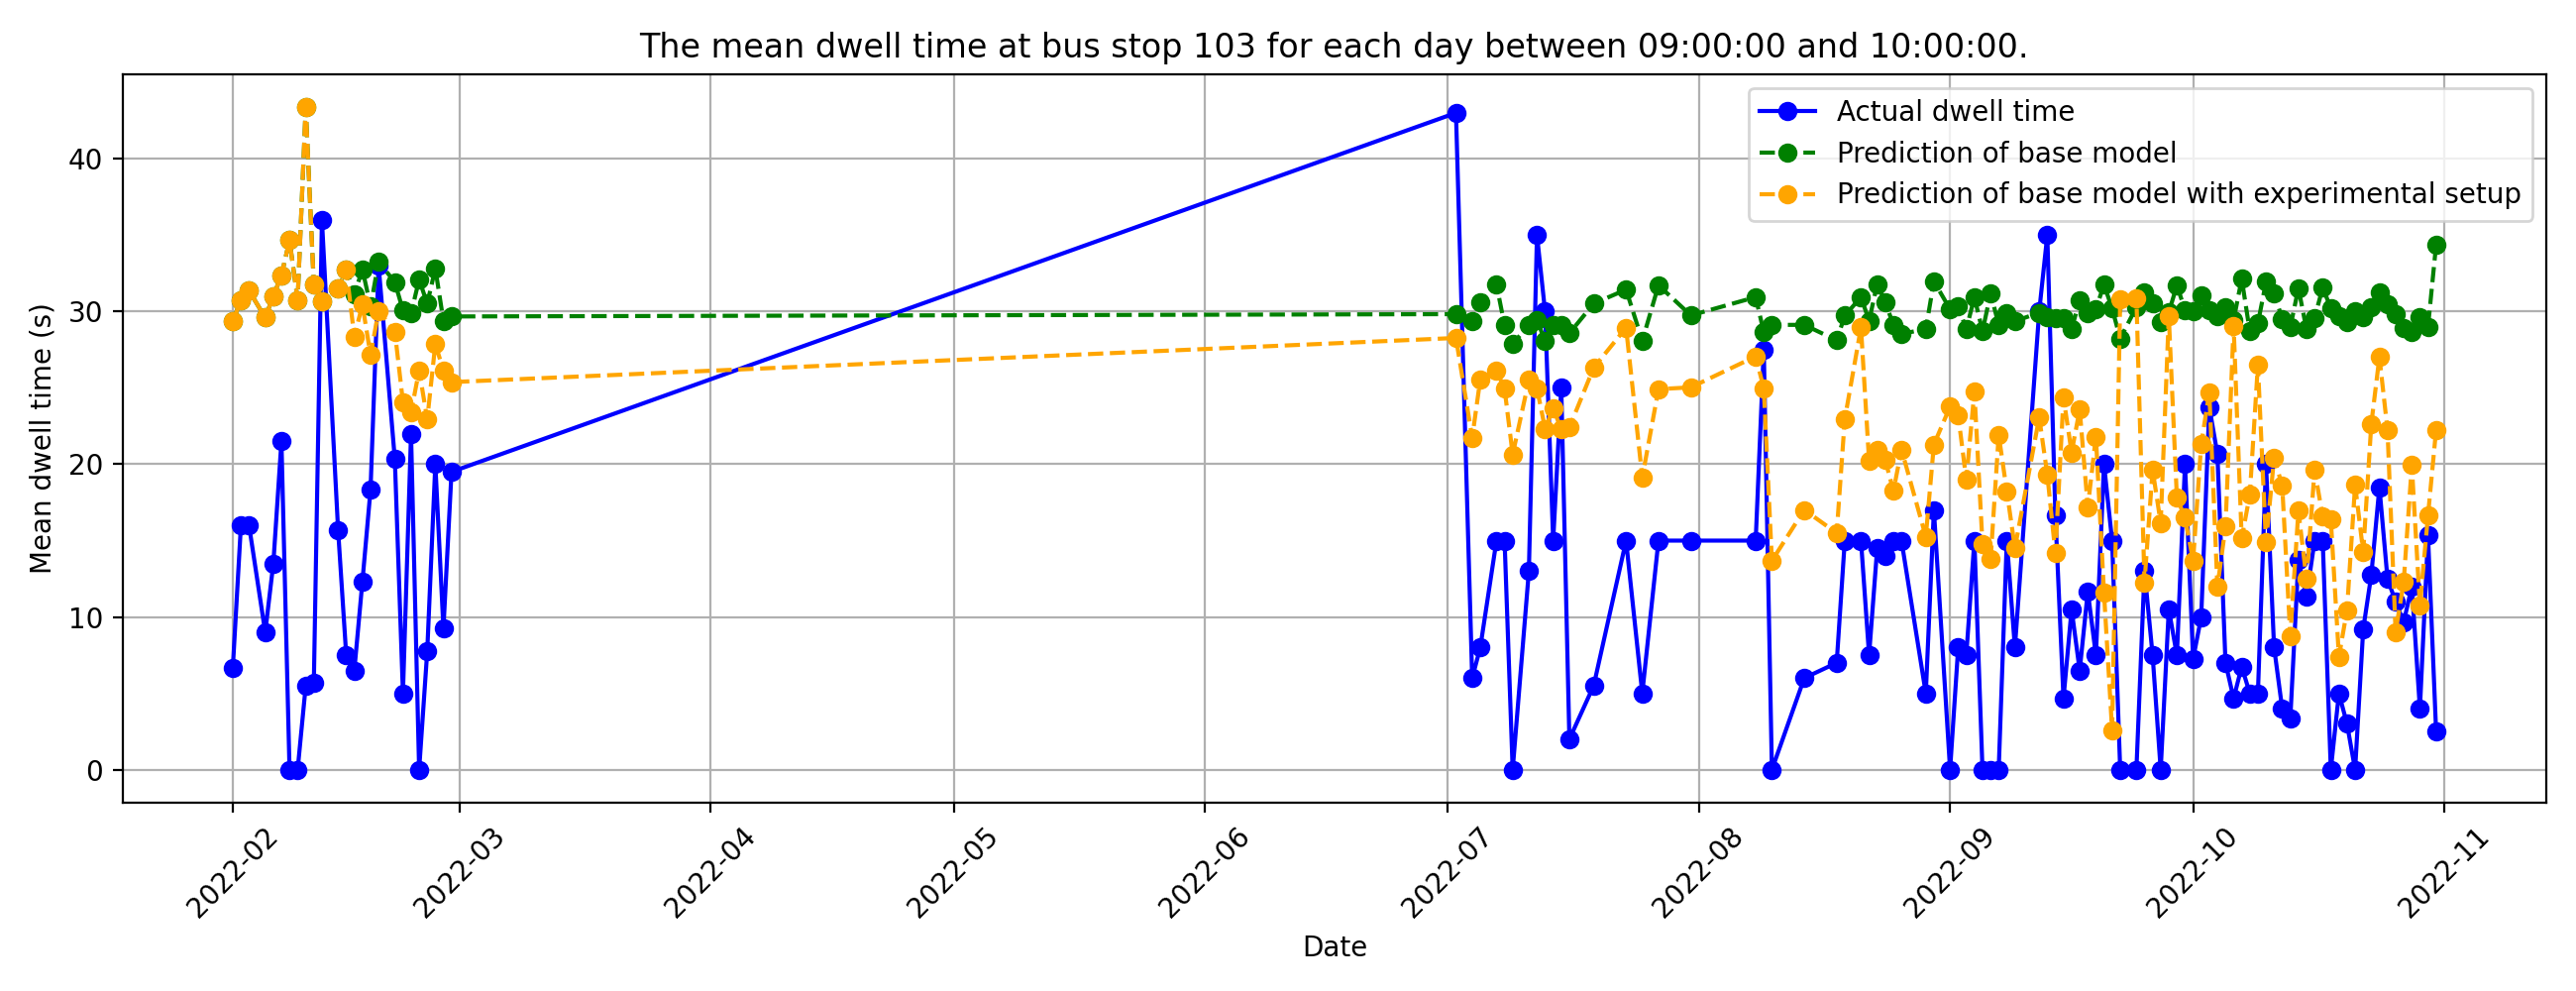 The mean dwell time at bus stop 103 for each day between 09:00:00 and 10:00:00.
Actual dwell time
Prediction of base model
Prediction of base model with experimental setup
Mean dwell time (s)
40
30
20
10
0
2022-02
2022-03
2022-04
2022-05
2022-06
2022-07
2022-08
2022-09
2022-10
2022-11
Date